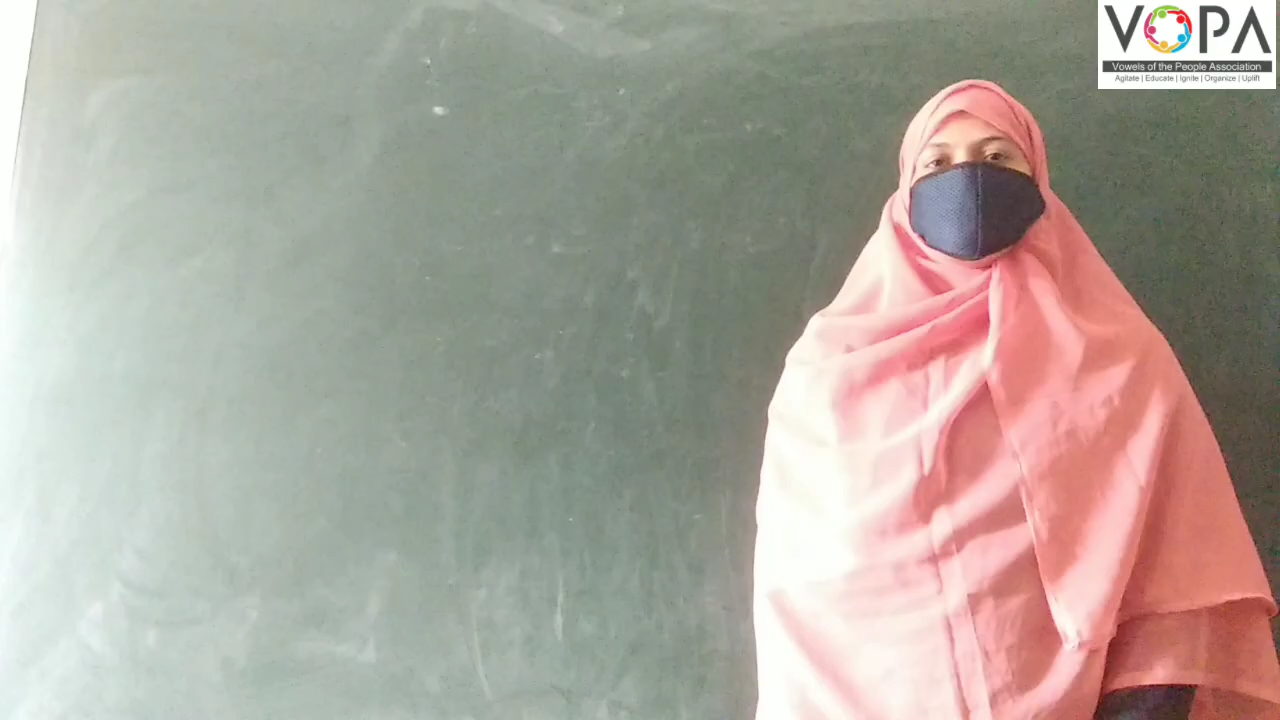 VOPA
Vowels of the People Association
Agitate | Educate | Ignite | Organize | Uplift